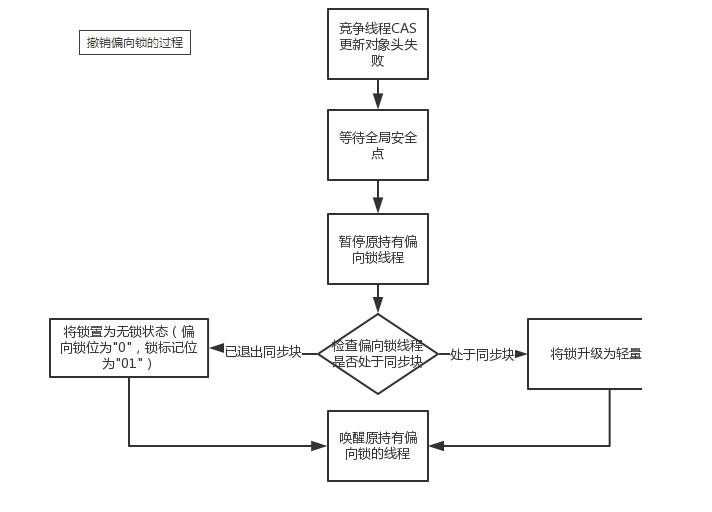 撤销偏向锁的过程
竞争线程CAS
更新对象头失
败
等待全局安全
点
暂停原持有偏
向锁线程
检查偏向锁线程
是否处于同步块
已退出同步块
处于同步块
将锁置为无锁状态（偏
向锁位为"0"，锁标记位
为"01"）
将锁升级为轻量
唤醒原持有偏
向锁的线程